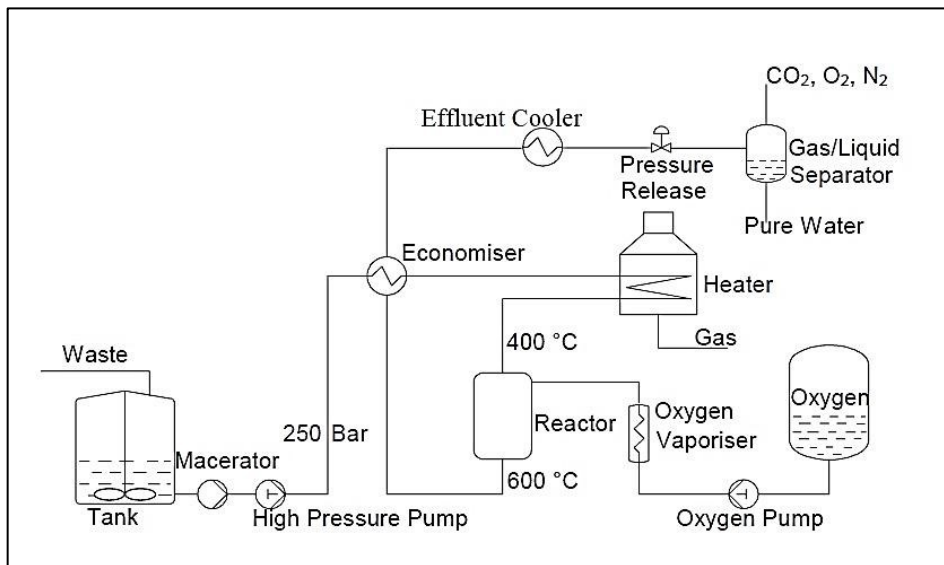 CO₂, O₂, N₂
Effluent Cooler
Gas/Liquid
Separator
Pressure
Release
Pure Water
Economiser
Heater
400 °C
Gas
Waste
Oxygen
Reactor
Oxygen
Vaporiser
250 Bar
Macerator
600 °C
Tank
High Pressure Pump
Oxygen Pump